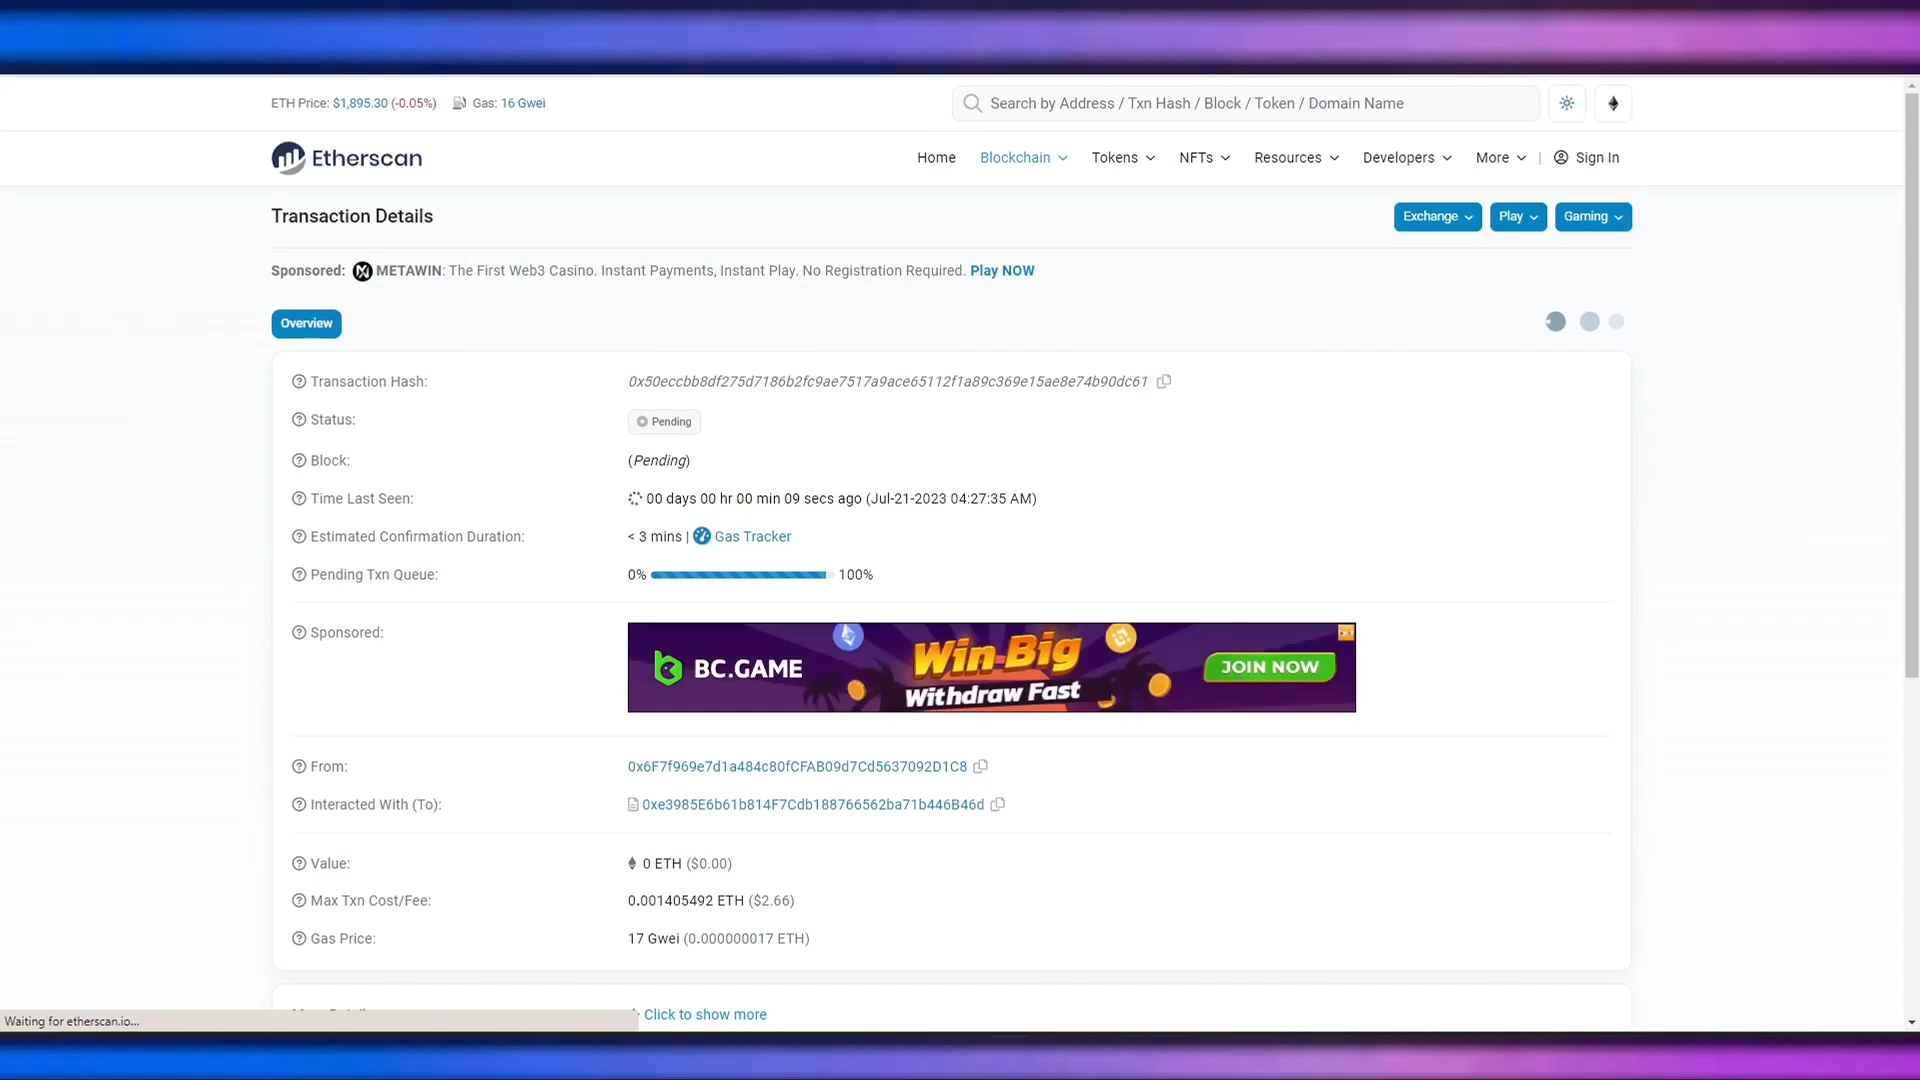 ETH Price: $1,895.30 (-0.05%) Gas: 16 Gwei
Search by Address / Txn Hash / Block / Token / Domain Name
Etherscan
Home Blockchain Tokens NFTs Resources Developers More | Sign In
Transaction Details
Exchange Play Gaming
Sponsored: METAWIN: The First Web3 Casino. Instant Payments, Instant Play. No Registration Required. Play NOW
Overview
Transaction Hash: 0x50eccbb8df275d7186b2fc9ae7517a9ace65112f1a89c369e15ae8e74b90dc61
Status: Pending
Block: (Pending)
Time Last Seen: 00 days 00 hr 00 min 09 secs ago (Jul-21-2023 04:27:35 AM)
Estimated Confirmation Duration: < 3 mins | Gas Tracker
Pending Txn Queue: 0% 100%
Sponsored:
BC.GAME
Win Big
Withdraw Fast
JOIN NOW
From: 0x6F7f969e7d1a484c80fCFAB09d7Cd5637092D1C8
Interacted With (To): 0xe3985E6b61b814F7Cdb188766562ba71b446B46d
Value: 0 ETH ($0.00)
Max Txn Cost/Fee: 0.001405492 ETH ($2.66)
Gas Price: 17 Gwei (0.000000017 ETH)
Click to show more
Waiting for etherscan.io...